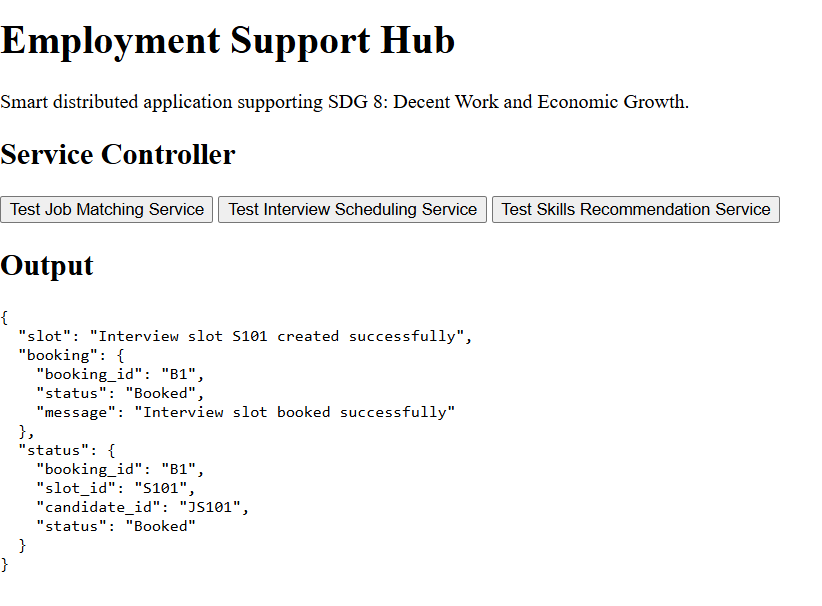 Employment Support Hub
Smart distributed application supporting SDG 8: Decent Work and Economic Growth.
Service Controller
Test Job Matching Service Test Interview Scheduling Service Test Skills Recommendation Service
Output
{
  "slot": "Interview slot S101 created successfully",
  "booking": {
    "booking_id": "B1",
    "status": "Booked",
    "message": "Interview slot booked successfully"
  },
  "status": {
    "booking_id": "B1",
    "slot_id": "S101",
    "candidate_id": "JS101",
    "status": "Booked"
  }
}